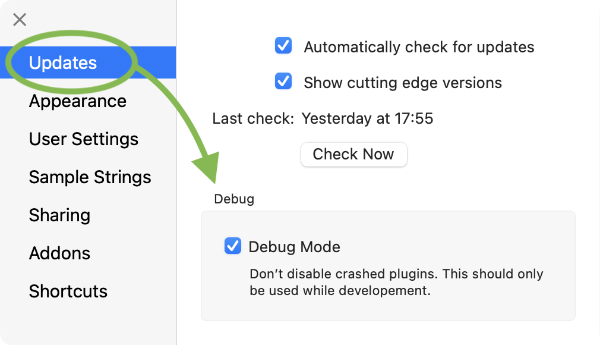 Updates
Appearance
User Settings
Sample Strings
Sharing
Addons
Shortcuts
Automatically check for updates
Show cutting edge versions
Last check: Yesterday at 17:55
Check Now
Debug
Debug Mode
Don’t disable crashed plugins. This should only
be used while developement.